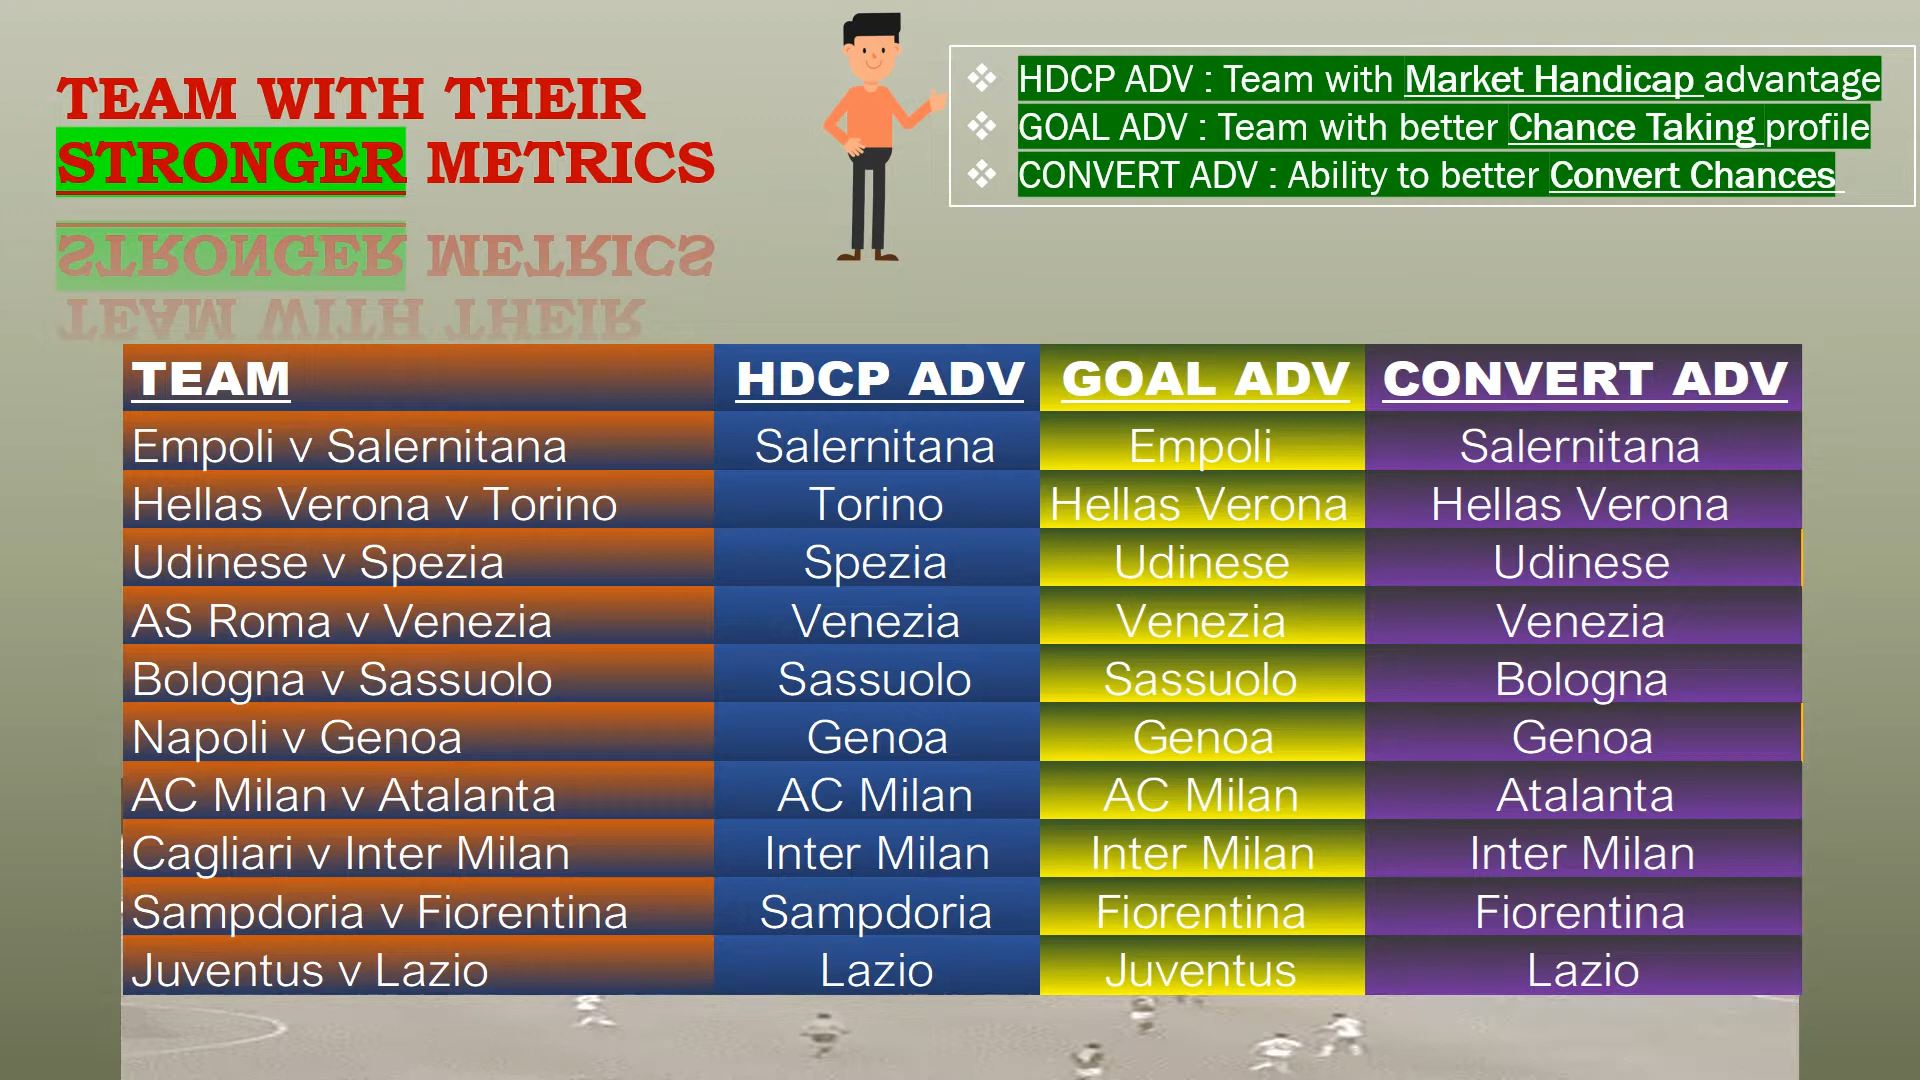 TEAM WITH THEIR
STRONGER METRICS
❖ HDCP ADV : Team with Market Handicap advantage
❖ GOAL ADV : Team with better Chance Taking profile
❖ CONVERT ADV : Ability to better Convert Chances
TEAM HDCP ADV GOAL ADV CONVERT ADV
Empoli v Salernitana Salernitana Empoli Salernitana
Hellas Verona v Torino Torino Hellas Verona Hellas Verona
Udinese v Spezia Spezia Udinese Udinese
AS Roma v Venezia Venezia Venezia Venezia
Bologna v Sassuolo Sassuolo Sassuolo Bologna
Napoli v Genoa Genoa Genoa Genoa
AC Milan v Atalanta AC Milan AC Milan Atalanta
Cagliari v Inter Milan Inter Milan Inter Milan Inter Milan
Sampdoria v Fiorentina Sampdoria Fiorentina Fiorentina
Juventus v Lazio Lazio Juventus Lazio